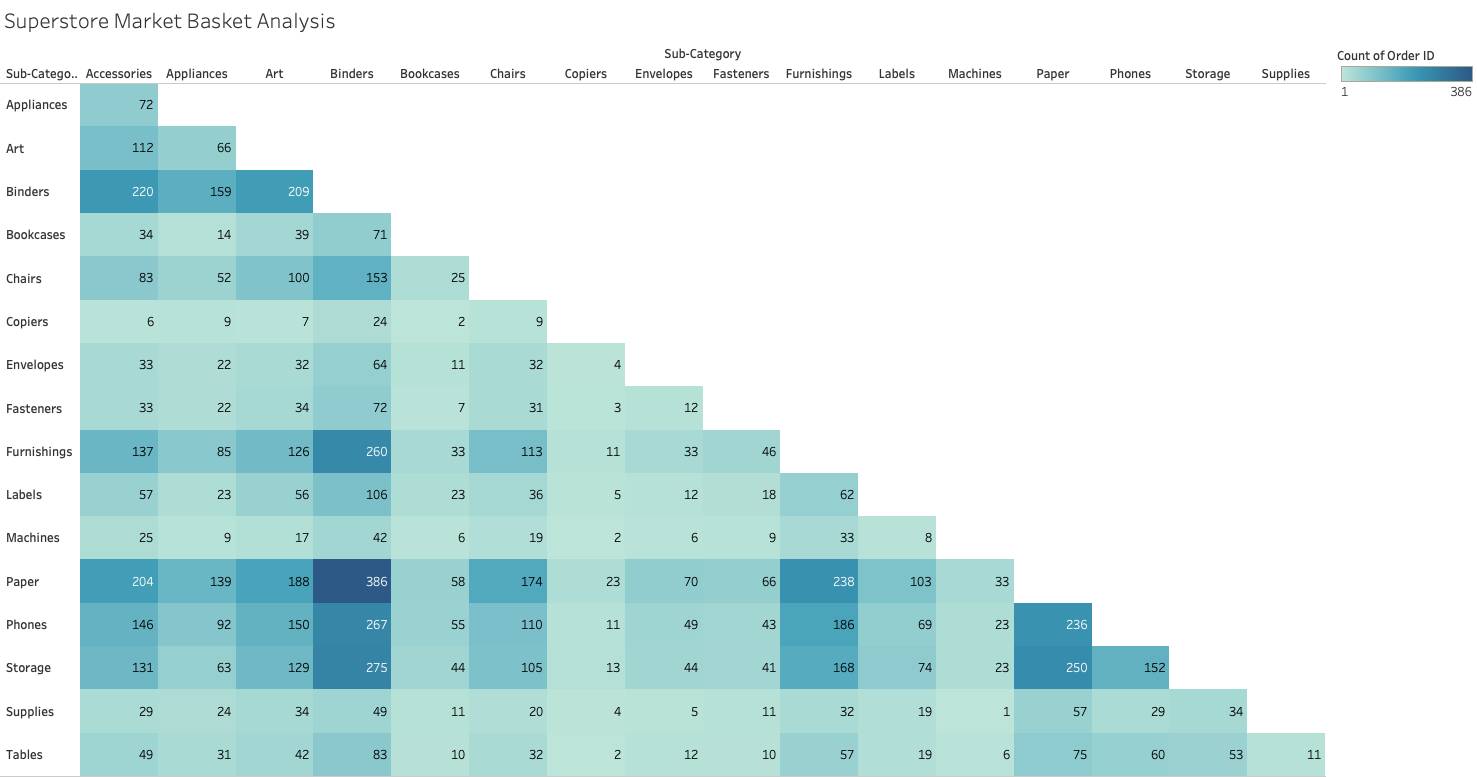 Superstore Market Basket Analysis
Sub-Category
Count of Order ID
Sub-Catego.. Accessories Appliances Art Binders Bookcases Chairs Copiers Envelopes Fasteners Furnishings Labels Machines Paper Phones Storage Supplies
1 386
Appliances 72
Art 112 66
Binders 220 159 209
Bookcases 34 14 39 71
Chairs 83 52 100 153 25
Copiers 6 9 7 24 2 9
Envelopes 33 22 32 64 11 32 4
Fasteners 33 22 34 72 7 31 3 12
Furnishings 137 85 126 260 33 113 11 33 46
Labels 57 23 56 106 23 36 5 12 18 62
Machines 25 9 17 42 6 19 2 6 9 33 8
Paper 204 139 188 386 58 174 23 70 66 238 103 33
Phones 146 92 150 267 55 110 11 49 43 186 69 23 236
Storage 131 63 129 275 44 105 13 44 41 168 74 23 250 152
Supplies 29 24 34 49 11 20 4 5 11 32 19 1 57 29 34
Tables 49 31 42 83 10 32 2 12 10 57 19 6 75 60 53 11